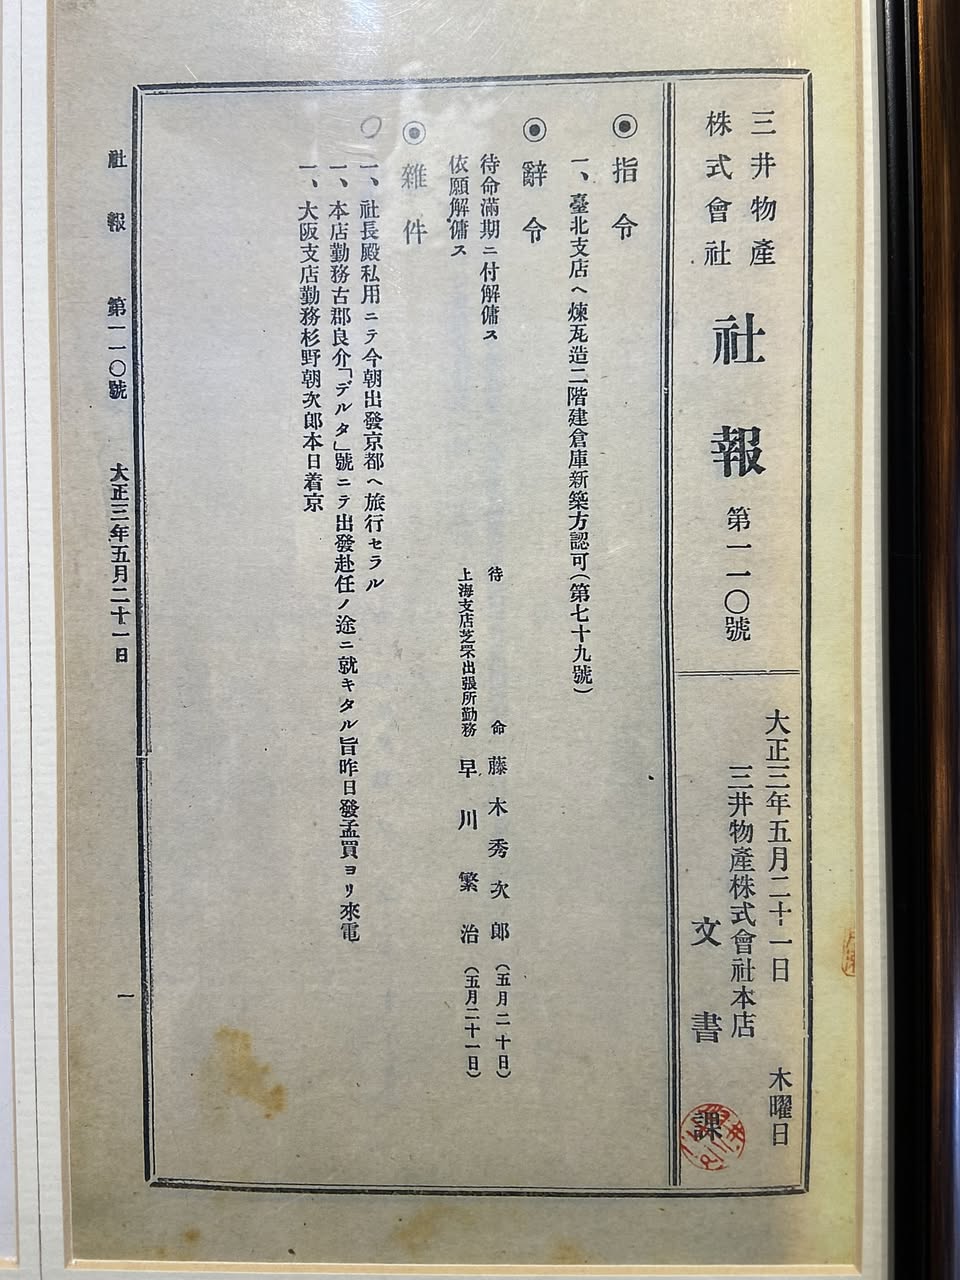 三井物產
株式會社
社報
第一一〇號
大正三年五月二十一日 木曜日
三井物產株式會社本店
文書課
◉指令
一、臺北支店ヘ煉瓦造二階建倉庫新築方認可(第七十九號)
◉辭令
待命滿期ニ付解傭ス 待命 藤木秀次郎 (五月二十日)
依願解傭ス 上海支店芝罘出張所勤務 早川繁治 (五月二十一日)
◉雜件
一、社長殿私用ニテ今朝出發京都ヘ旅行セラル
一、本店勤務古郡良介「デルタ」號ニテ出發赴任ノ途ニ就キタル旨昨日發孟買ヨリ來電
一、大阪支店勤務杉野朝次郎本日着京
社報 第一一〇號 大正三年五月二十一日 一